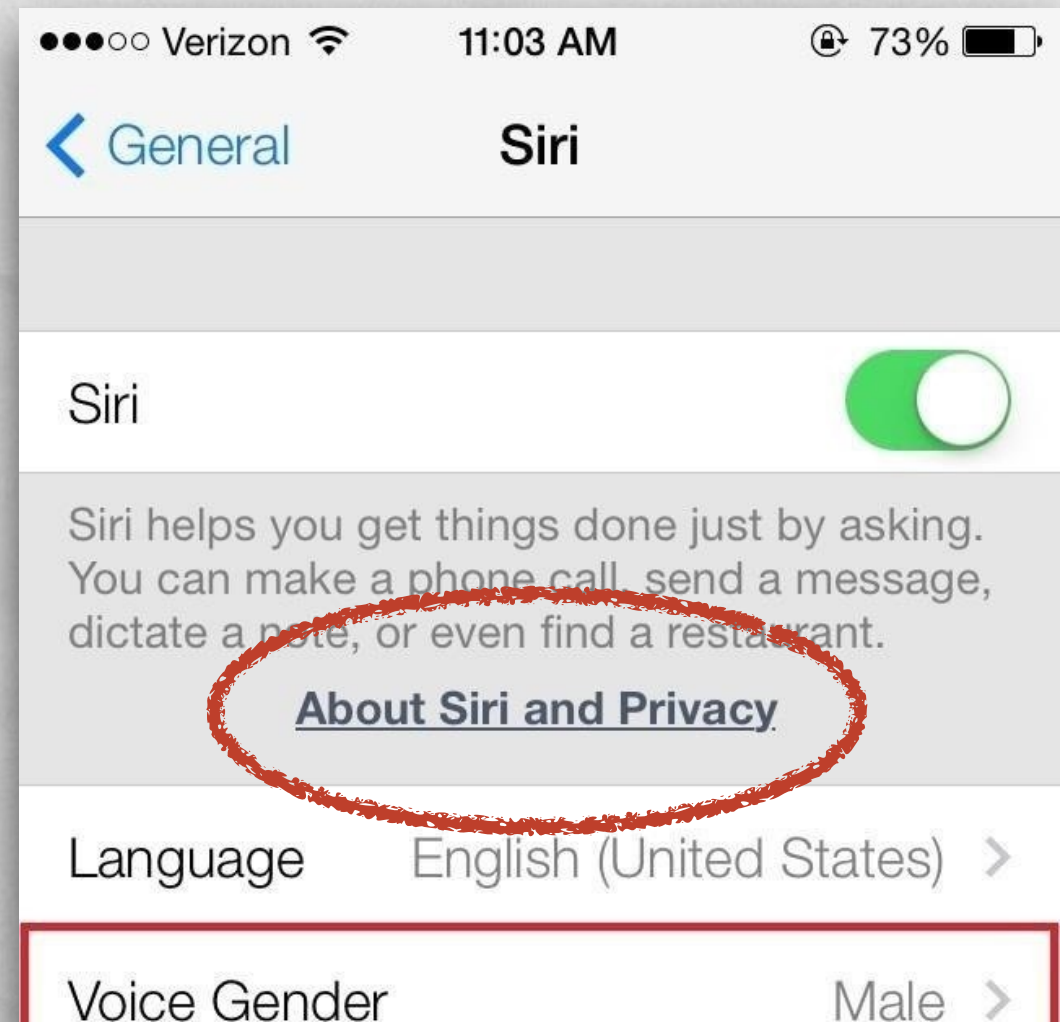 Verizon 11:03 AM 73%
General Siri
Siri
Siri helps you get things done just by asking.
You can make a phone call, send a message,
dictate a note, or even find a restaurant.
About Siri and Privacy
Language English (United States)
Voice Gender Male